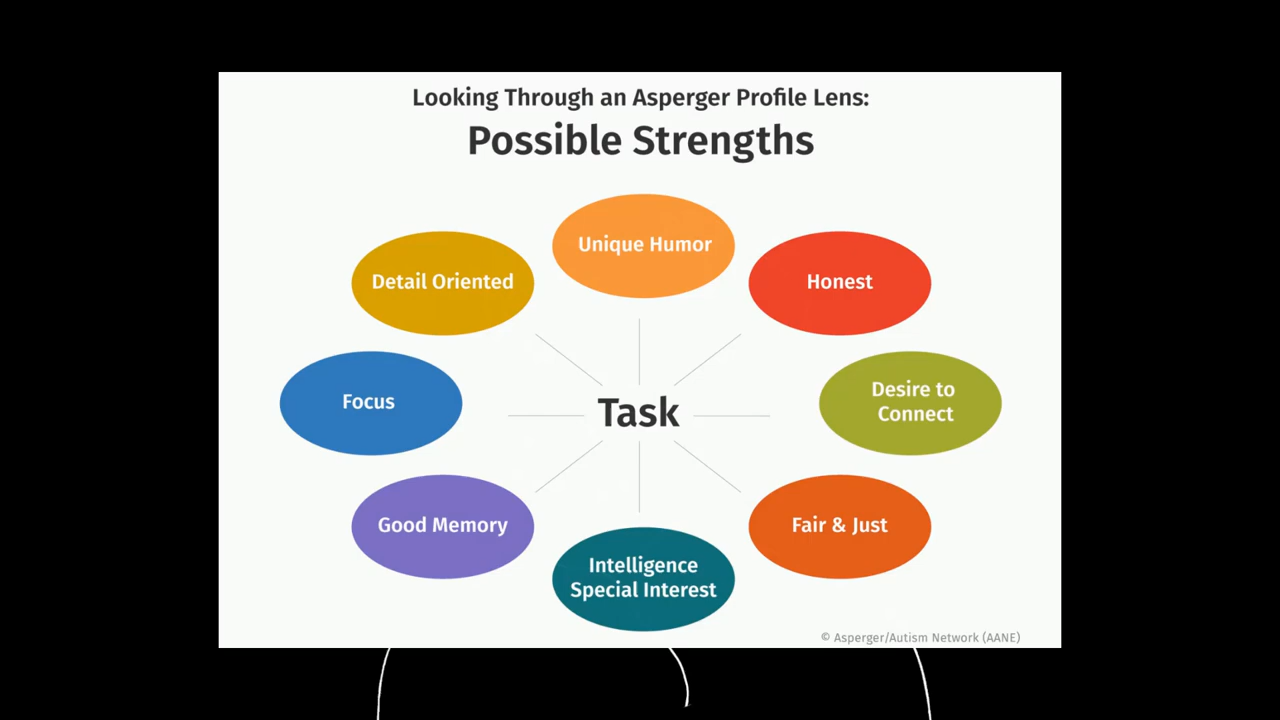 Looking Through an Asperger Profile Lens:
Possible Strengths
Unique Humor
Detail Oriented
Honest
Focus
Desire to
Connect
Task
Good Memory
Fair & Just
Intelligence
Special Interest
© Asperger/Autism Network (AANE)